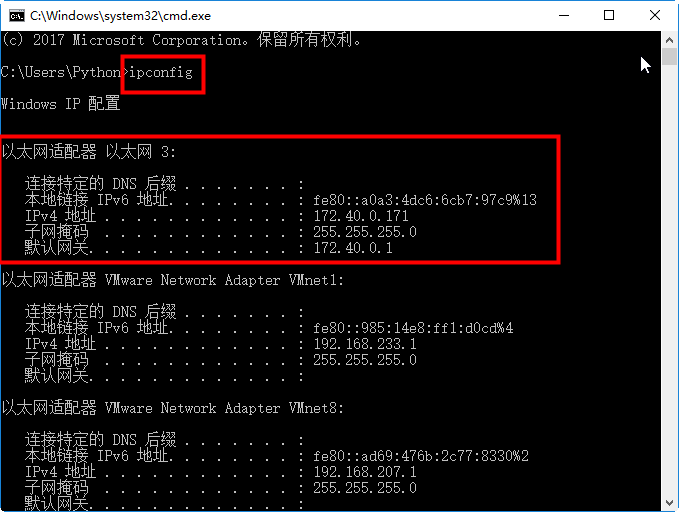 C:\Windows\system32\cmd.exe
(c) 2017 Microsoft Corporation。保留所有权利。
C:\Users\Python>ipconfig
Windows IP 配置
以太网适配器 以太网 3:
连接特定的 DNS 后缀 . . . . . . . :
本地链接 IPv6 地址. . . . . . . . : fe80::a0a3:4dc6:6cb7:97c9%13
IPv4 地址 . . . . . . . . . . . . : 172.40.0.171
子网掩码 . . . . . . . . . . . . : 255.255.255.0
默认网关. . . . . . . . . . . . . : 172.40.0.1
以太网适配器 VMware Network Adapter VMnet1:
连接特定的 DNS 后缀 . . . . . . . :
本地链接 IPv6 地址. . . . . . . . : fe80::985:14e8:ff1:d0cd%4
IPv4 地址 . . . . . . . . . . . . : 192.168.233.1
子网掩码 . . . . . . . . . . . . : 255.255.255.0
默认网关. . . . . . . . . . . . . :
以太网适配器 VMware Network Adapter VMnet8:
连接特定的 DNS 后缀 . . . . . . . :
本地链接 IPv6 地址. . . . . . . . : fe80::ad69:476b:2c77:8330%2
IPv4 地址 . . . . . . . . . . . . : 192.168.207.1
子网掩码 . . . . . . . . . . . . : 255.255.255.0
默认网关. . . . . . . . . . . . . :